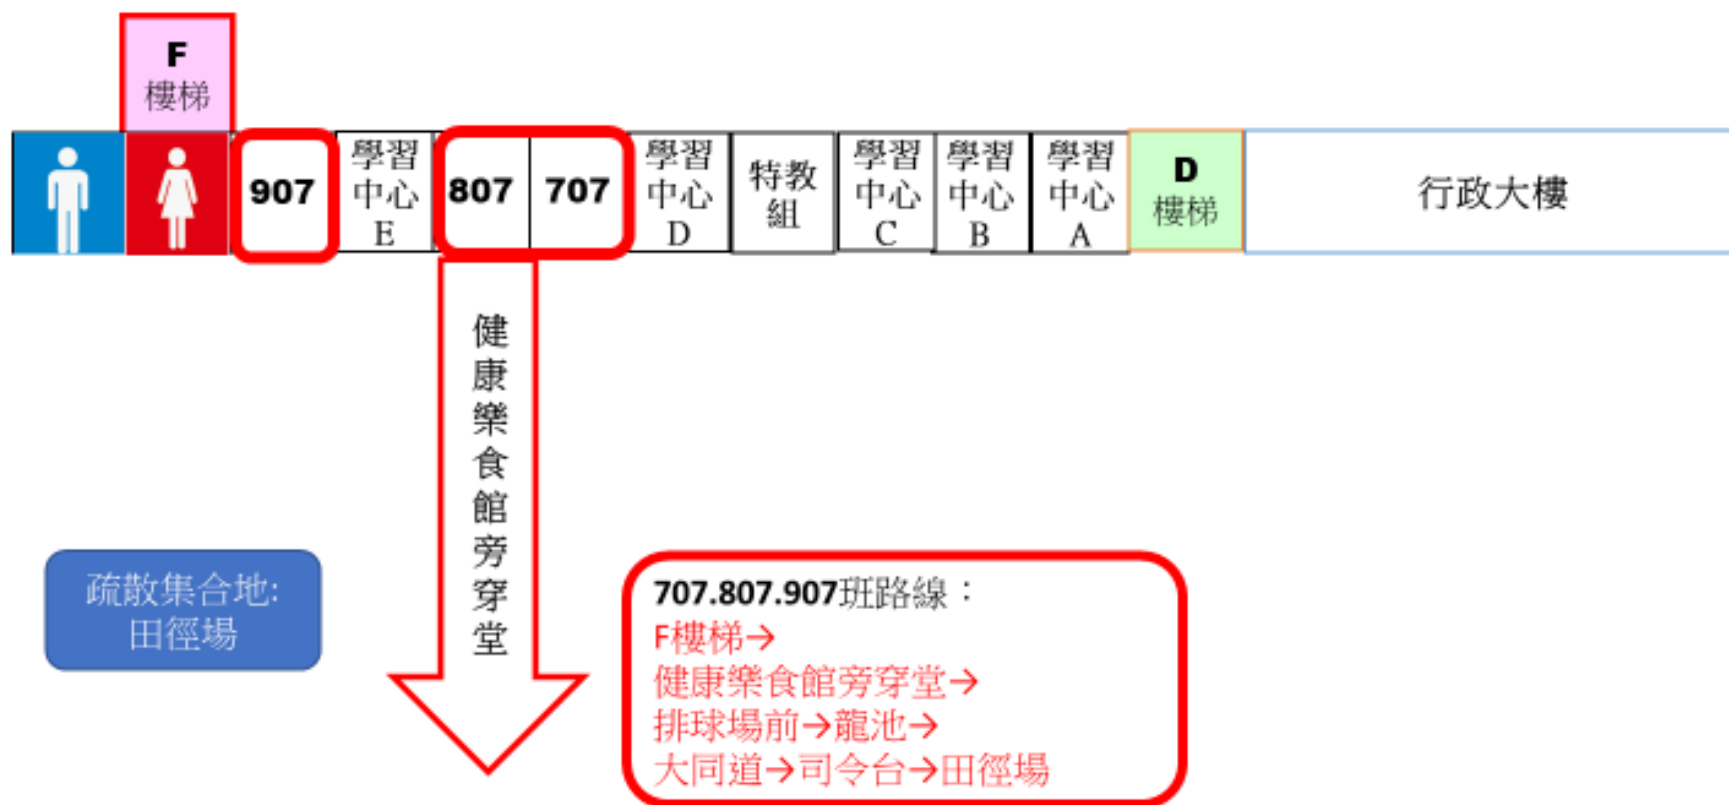 F
樓梯
907
學習
中心
E
807
707
學習
中心
D
特教
組
學習
中心
C
學習
中心
B
學習
中心
A
D
樓梯
行政大樓
健康樂食館旁穿堂
疏散集合地:
田徑場
707.807.907班路線：
F樓梯→
健康樂食館旁穿堂→
排球場前→龍池→
大同道→司令台→田徑場